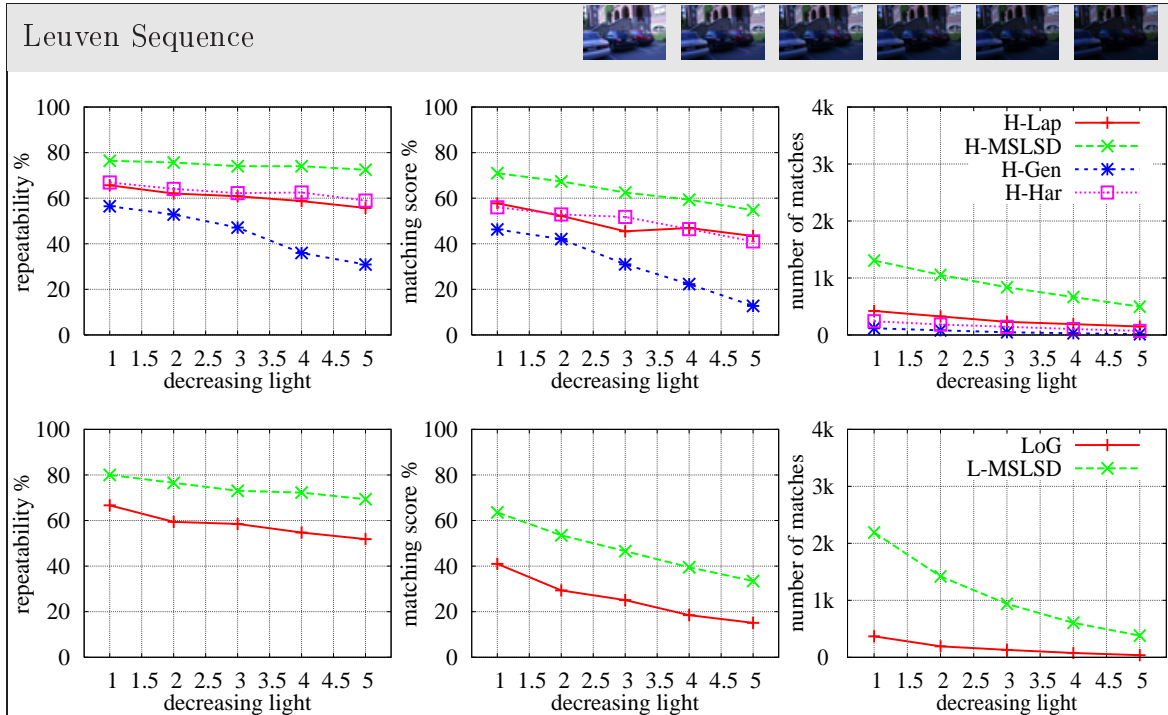 Leuven Sequence
repeatability %
100
80
60
40
20
0
1 1.5 2 2.5 3 3.5 4 4.5 5
decreasing light
matching score %
100
80
60
40
20
0
1 1.5 2 2.5 3 3.5 4 4.5 5
decreasing light
number of matches
4k
3k
2k
1k
0
H-Lap
H-MSLSD
H-Gen
H-Har
1 1.5 2 2.5 3 3.5 4 4.5 5
decreasing light
repeatability %
100
80
60
40
20
0
1 1.5 2 2.5 3 3.5 4 4.5 5
decreasing light
matching score %
100
80
60
40
20
0
1 1.5 2 2.5 3 3.5 4 4.5 5
decreasing light
number of matches
4k
3k
2k
1k
0
LoG
L-MSLSD
1 1.5 2 2.5 3 3.5 4 4.5 5
decreasing light